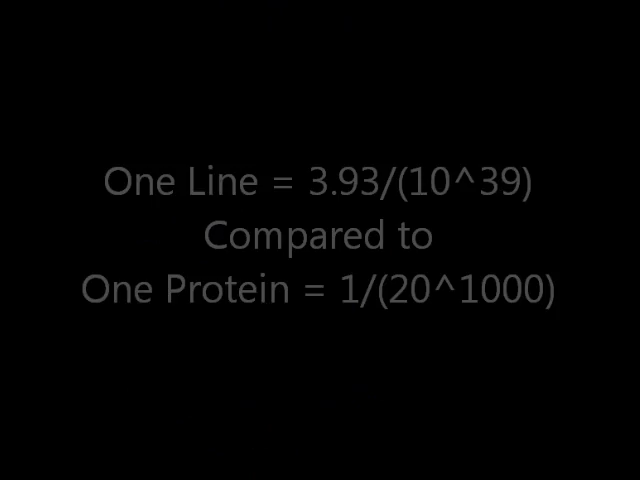 One Line = 3.93/(10^39)
Compared to
One Protein = 1/(20^1000)